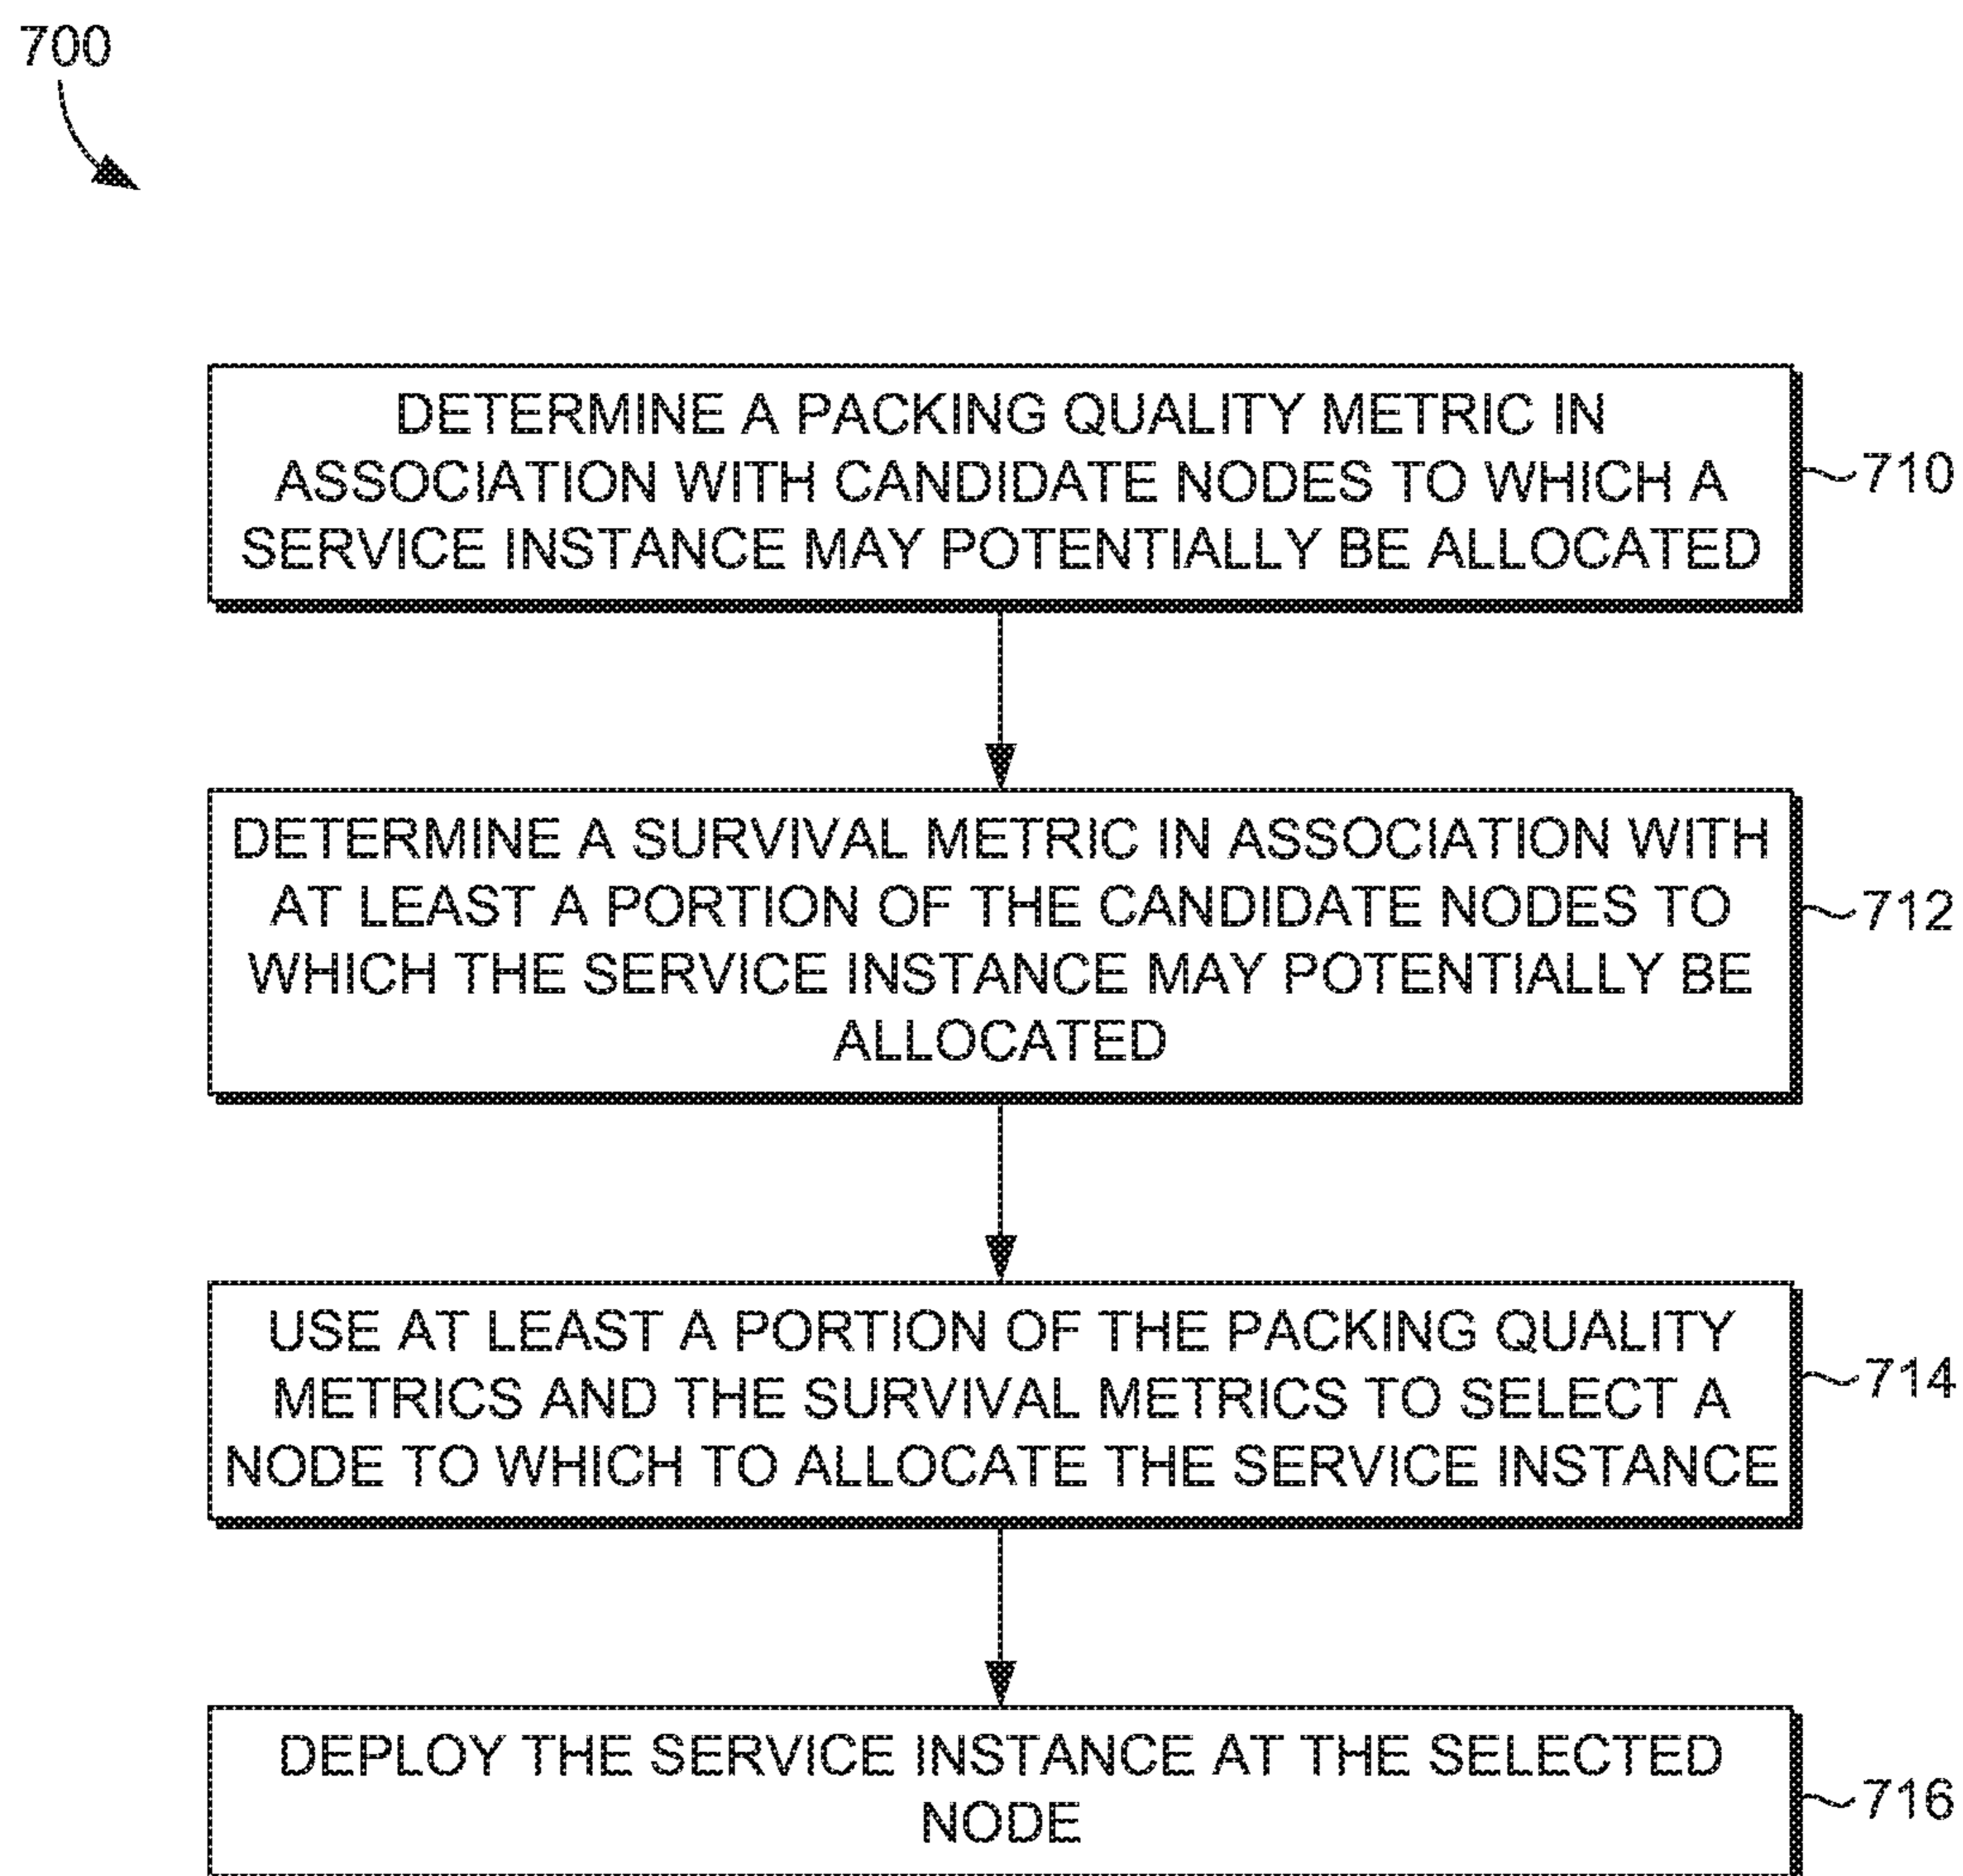 700
DETERMINE A PACKING QUALITY METRIC IN
ASSOCIATION WITH CANDIDATE NODES TO WHICH A
SERVICE INSTANCE MAY POTENTIALLY BE ALLOCATED
710
DETERMINE A SURVIVAL METRIC IN ASSOCIATION WITH
AT LEAST A PORTION OF THE CANDIDATE NODES TO
WHICH THE SERVICE INSTANCE MAY POTENTIALLY BE
ALLOCATED
712
USE AT LEAST A PORTION OF THE PACKING QUALITY
METRICS AND THE SURVIVAL METRICS TO SELECT A
NODE TO WHICH TO ALLOCATE THE SERVICE INSTANCE
714
DEPLOY THE SERVICE INSTANCE AT THE SELECTED
NODE
716